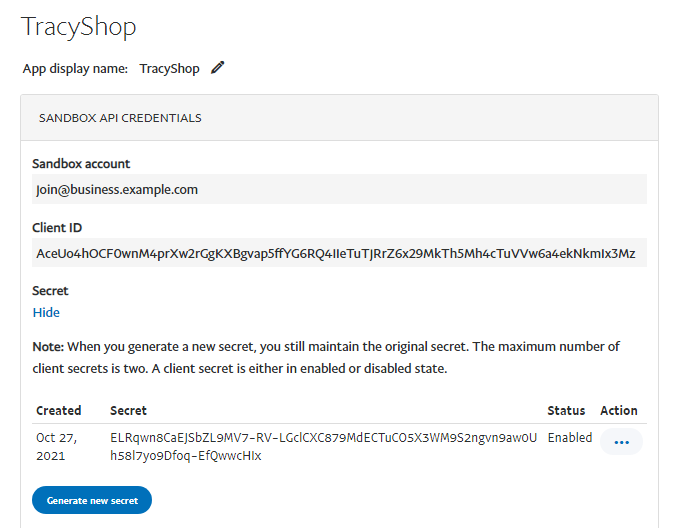 TracyShop
App display name: TracyShop
SANDBOX API CREDENTIALS
Sandbox account
Join@business.example.com
Client ID
AceUo4hOCF0wnM4prXw2rGgKXBgvap5ffYG6RQ4IIeTuTJRrZ6x29MkTh5Mh4cTuVVw6a4ekNkmIx3Mz
Secret
Hide
Note: When you generate a new secret, you still maintain the original secret. The maximum number of
client secrets is two. A client secret is either in enabled or disabled state.
Created Secret Status Action
Oct 27, ELRqwn8CaEJSbZL9MV7-RV-LGclCXC879MdECTuCO5X3WM9S2ngvn9aw0U Enabled
2021 h58l7yo9Dfoq-EfQwwcHIx
Generate new secret